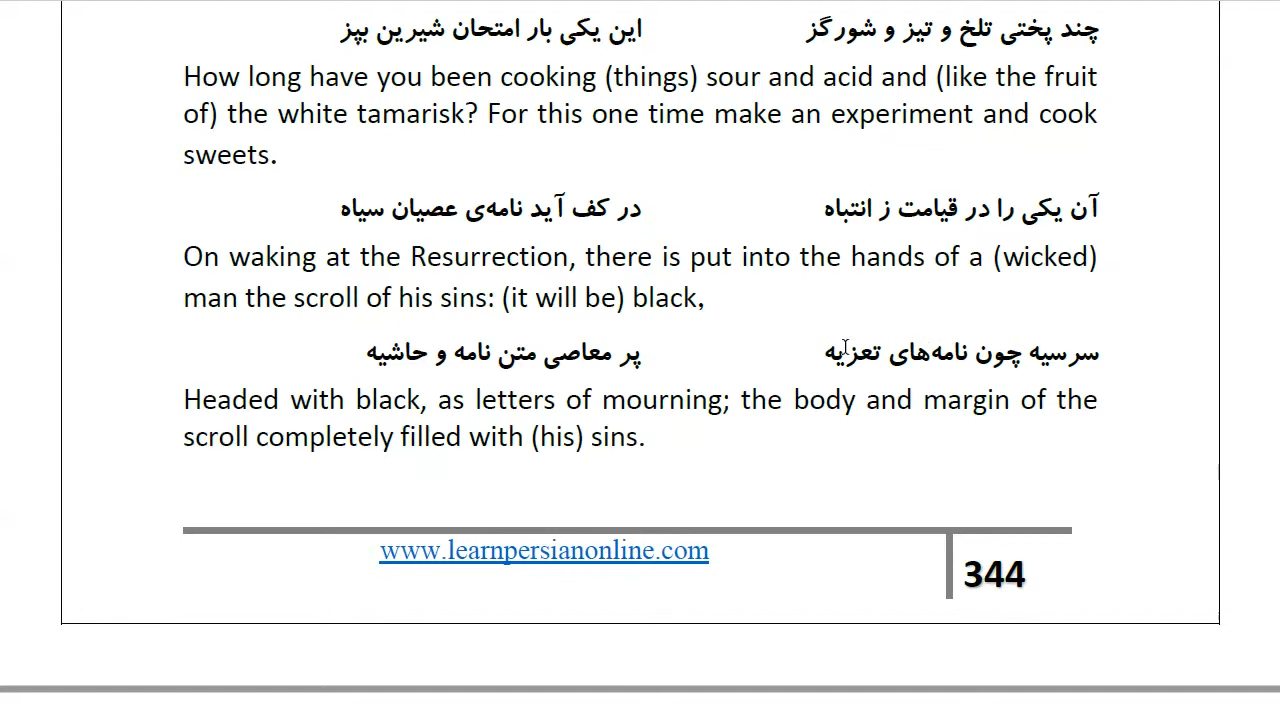 چند پختی تلخ و تیز و شورگز این یکی بار امتحان شیرین بپز
How long have you been cooking (things) sour and acid and (like the fruit
of) the white tamarisk? For this one time make an experiment and cook
sweets.
آن یکی را در قیامت ز انتباه در کف آید نامه‌ی عصیان سیاه
On waking at the Resurrection, there is put into the hands of a (wicked)
man the scroll of his sins: (it will be) black,
سرسیه چون نامه‌های تعزیه پر معاصی متن نامه و حاشیه
Headed with black, as letters of mourning; the body and margin of the
scroll completely filled with (his) sins.
www.learnpersianonline.com
344